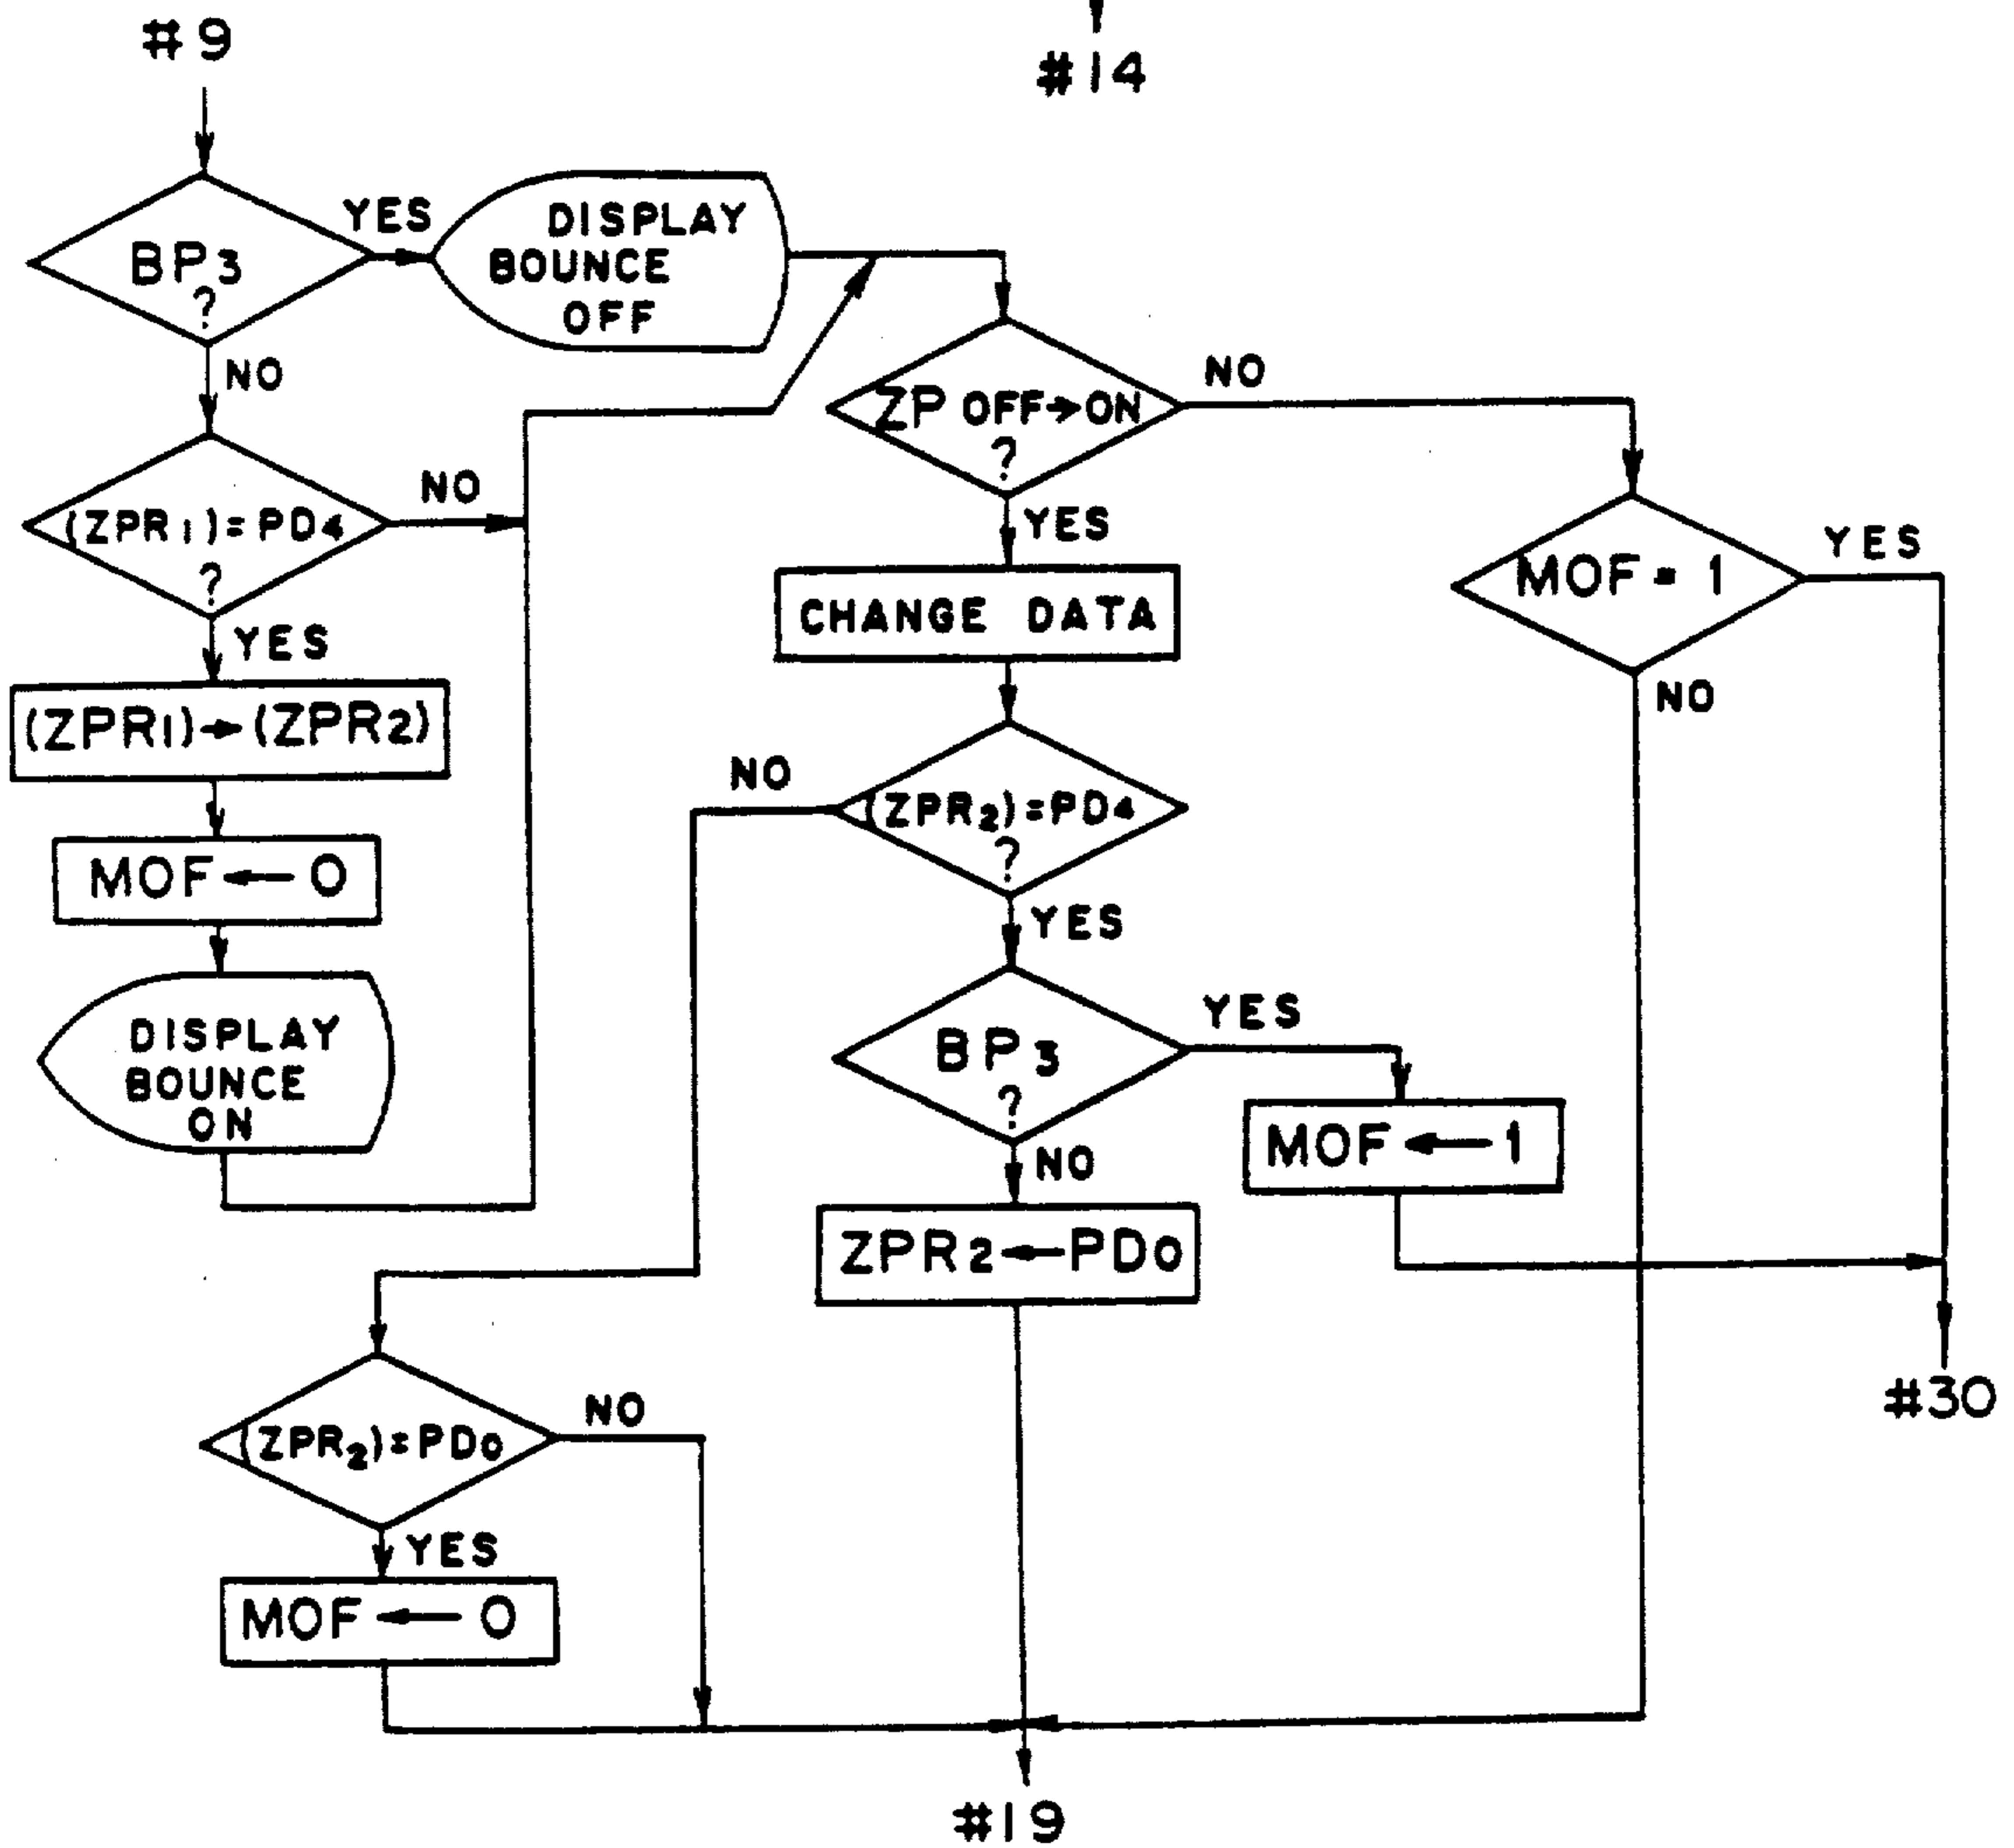 #9
#14
BP3
?
YES
NO
DISPLAY
BOUNCE
OFF
(ZPR1)=PD4
?
NO
YES
(ZPR1)→(ZPR2)
MOF←0
DISPLAY
BOUNCE
ON
ZP OFF→ON
?
NO
YES
CHANGE DATA
(ZPR2)=PD4
?
NO
YES
BP3
?
YES
NO
MOF←1
ZPR2←PD0
MOF=1
YES
NO
#30
(ZPR2)=PD0
NO
YES
MOF←0
#19